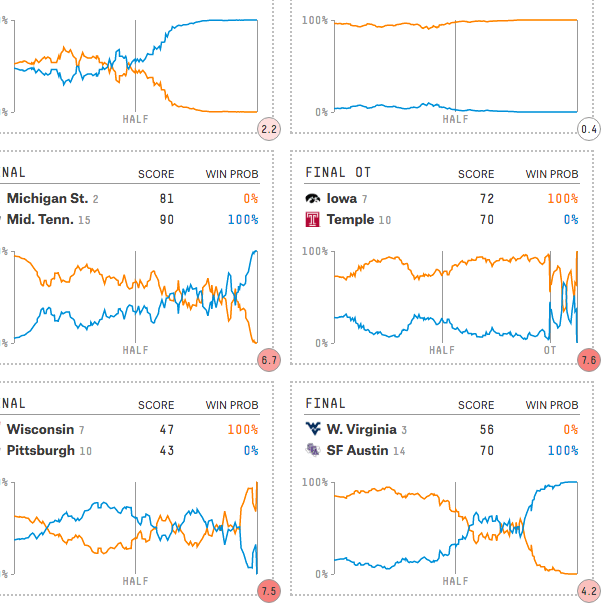 100%
0%
HALF
2.2
HALF
0.4
NAL SCORE WIN PROB
Michigan St. 2 81 0%
Mid. Tenn. 15 90 100%
0%
HALF
6.7
FINAL OT SCORE WIN PROB
Iowa 7 72 100%
Temple 10 70 0%
100%
0%
HALF OT
7.6
NAL SCORE WIN PROB
Wisconsin 7 47 100%
Pittsburgh 10 43 0%
HALF
7.5
FINAL SCORE WIN PROB
W. Virginia 3 56 0%
SF Austin 14 70 100%
100%
0%
HALF
4.2